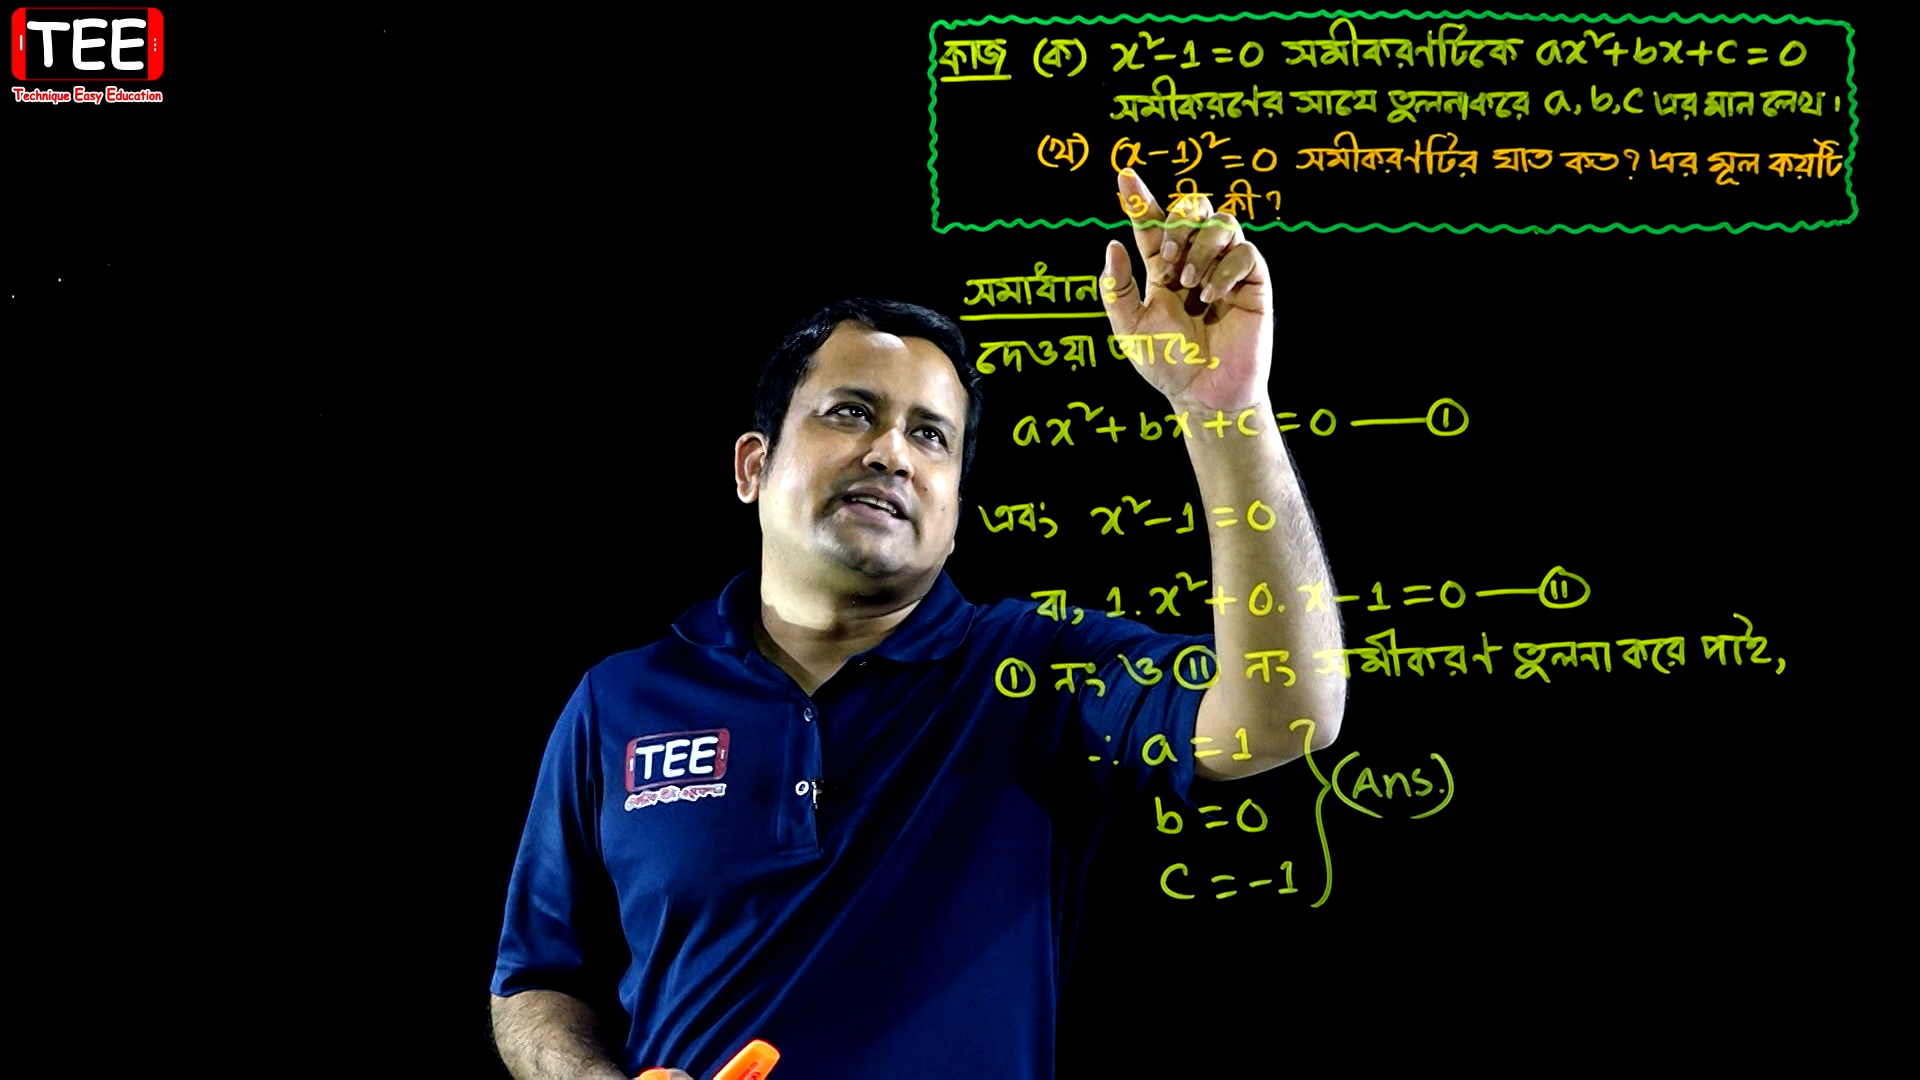 TEE
Technique Easy Education
কাজ (ক) x²-1=0 সমীকরণটিকে ax²+bx+c=0
সমীকরণের সাথে তুলনা করে a, b, c এর মান লেখ।
(খ) (x-1)²=0 সমীকরণটির ঘাত কত? এর মূল কয়টি
ও কী কী?
সমাধান:
দেওয়া আছে,
ax²+bx+c=0 —— (i)
এবং x²-1=0
বা, 1.x²+0.x-1=0 —— (ii)
(i) নং ও (ii) নং সমীকরণ তুলনা করে পাই,
∴ a=1
b=0 (Ans.)
c=-1
TEE